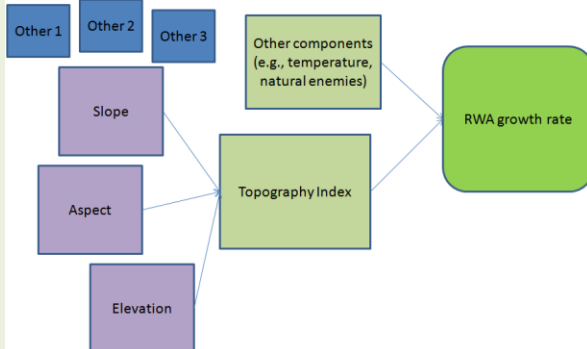 Other 1
Other 2
Other 3
Other components
(e.g., temperature,
natural enemies)
Slope
RWA growth rate
Topography Index
Aspect
Elevation